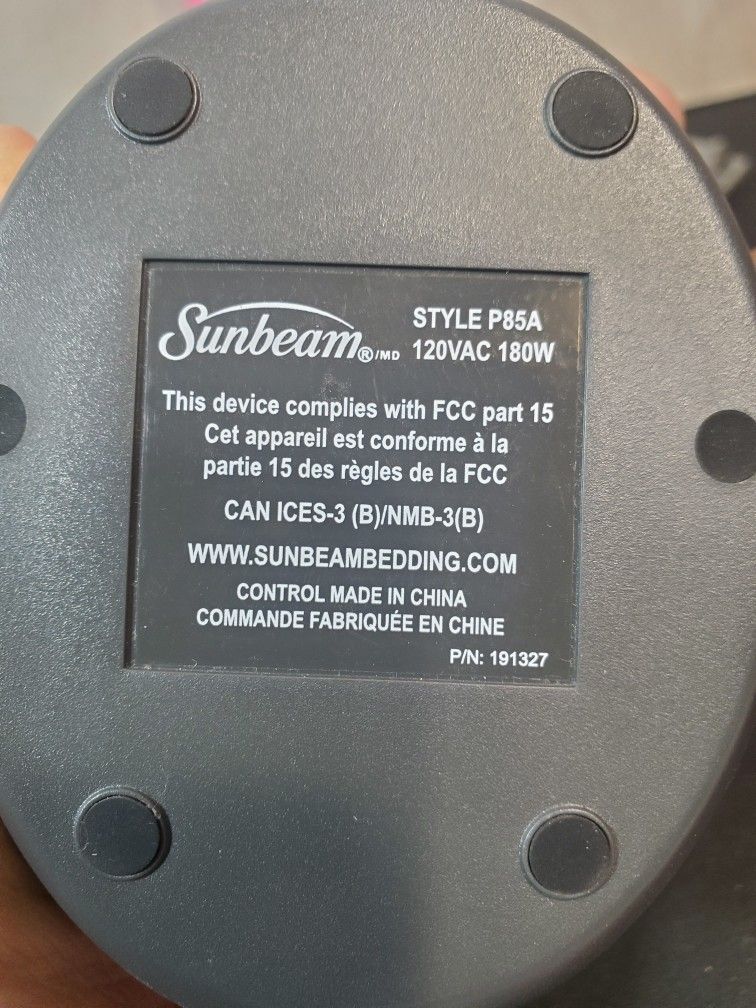 Sunbeam®/MD
STYLE P85A
120VAC 180W
This device complies with FCC part 15
Cet appareil est conforme à la
partie 15 des règles de la FCC
CAN ICES-3 (B)/NMB-3(B)
WWW.SUNBEAMBEDDING.COM
CONTROL MADE IN CHINA
COMMANDE FABRIQUÉE EN CHINE
P/N: 191327